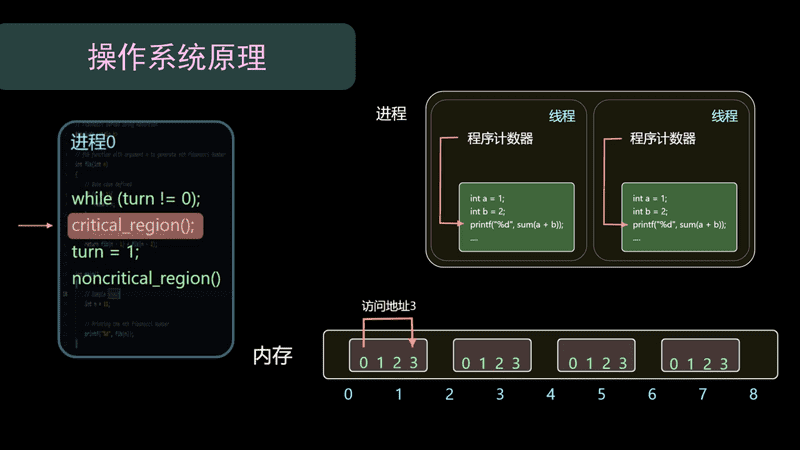 操作系统原理
进程0
while (turn != 0);
critical_region();
turn = 1;
noncritical_region()
进程
线程
程序计数器
int a = 1;
int b = 2;
printf("%d", sum(a + b));
....
线程
程序计数器
int a = 1;
int b = 2;
printf("%d", sum(a + b));
....
访问地址3
内存
0 1 2 3 0 1 2 3 0 1 2 3 0 1 2 3
0 1 2 3 4 5 6 7 8